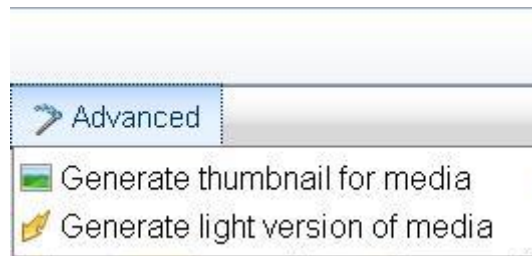 Advanced
Generate thumbnail for media
Generate light version of media